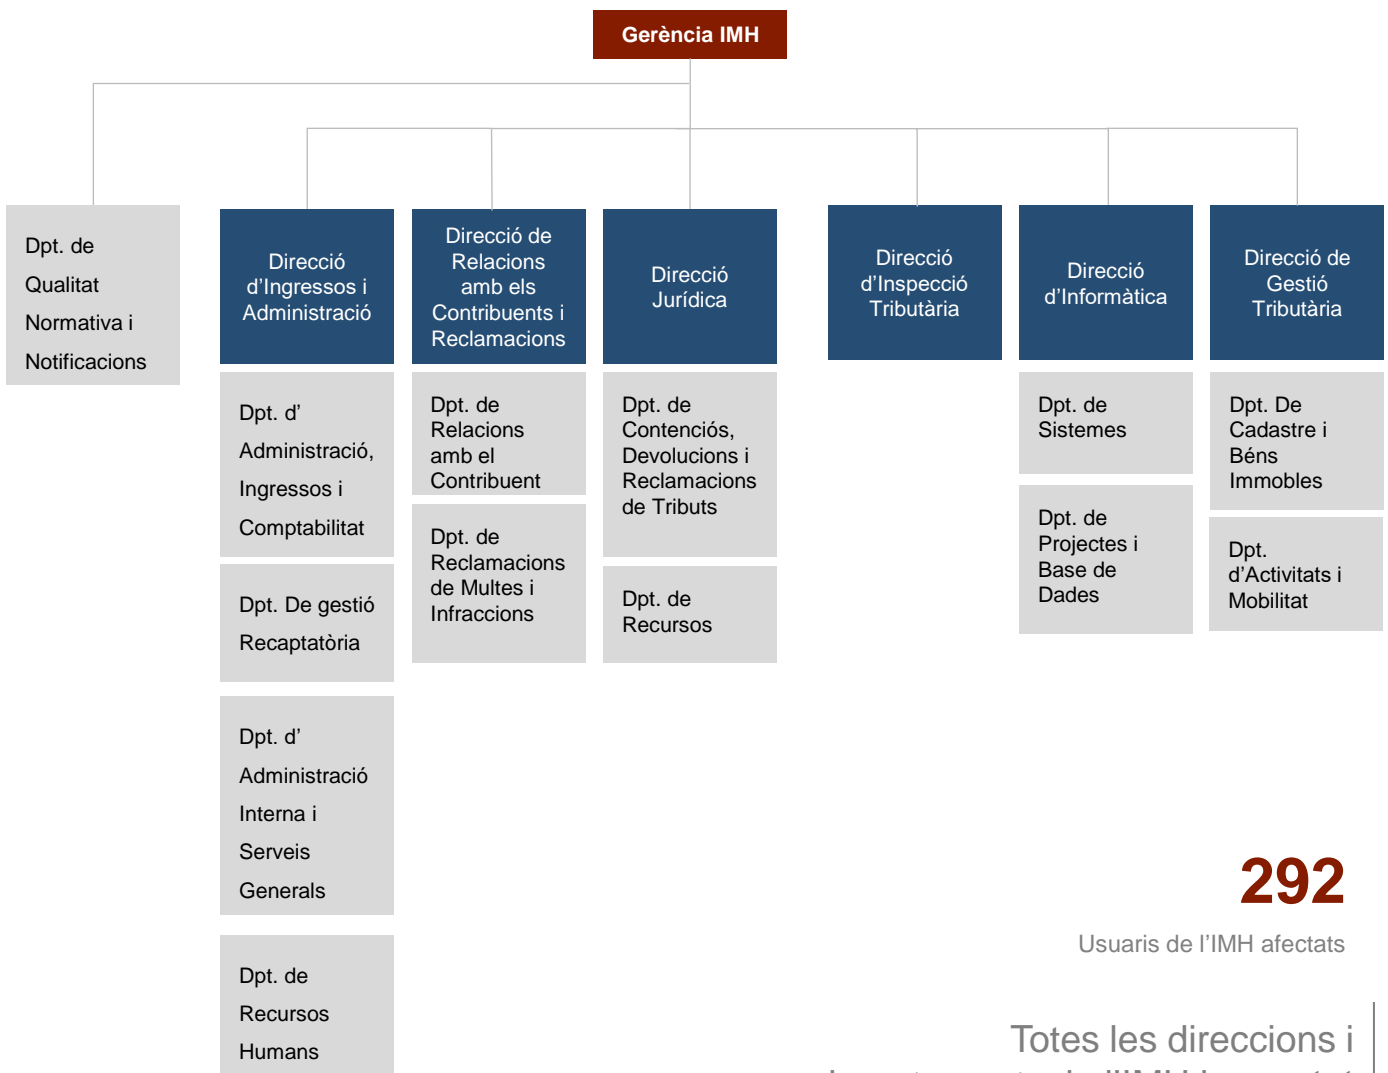 Gerència IMH
Dpt. de
Qualitat
Normativa i
Notificacions
Direcció
d'Ingressos i
Administració
Dpt. d'
Administració,
Ingressos i
Comptabilitat
Dpt. De gestió
Recaptatòria
Dpt. d'
Administració
Interna i
Serveis
Generals
Dpt. de
Recursos
Humans
Direcció de
Relacions
amb els
Contribuents i
Reclamacions
Dpt. de
Relacions
amb el
Contribuent
Dpt. de
Reclamacions
de Multes i
Infraccions
Direcció
Jurídica
Dpt. de
Contenciós,
Devolucions i
Reclamacions
de Tributs
Dpt. de
Recursos
Direcció
d'Inspecció
Tributària
Direcció
d'Informàtica
Dpt. de
Sistemes
Dpt. de
Projectes i
Base de
Dades
Direcció de
Gestió
Tributària
Dpt. De
Cadastre i
Béns
Immobles
Dpt.
d'Activitats i
Mobilitat
292
Usuaris de l'IMH afectats
Totes les direccions i